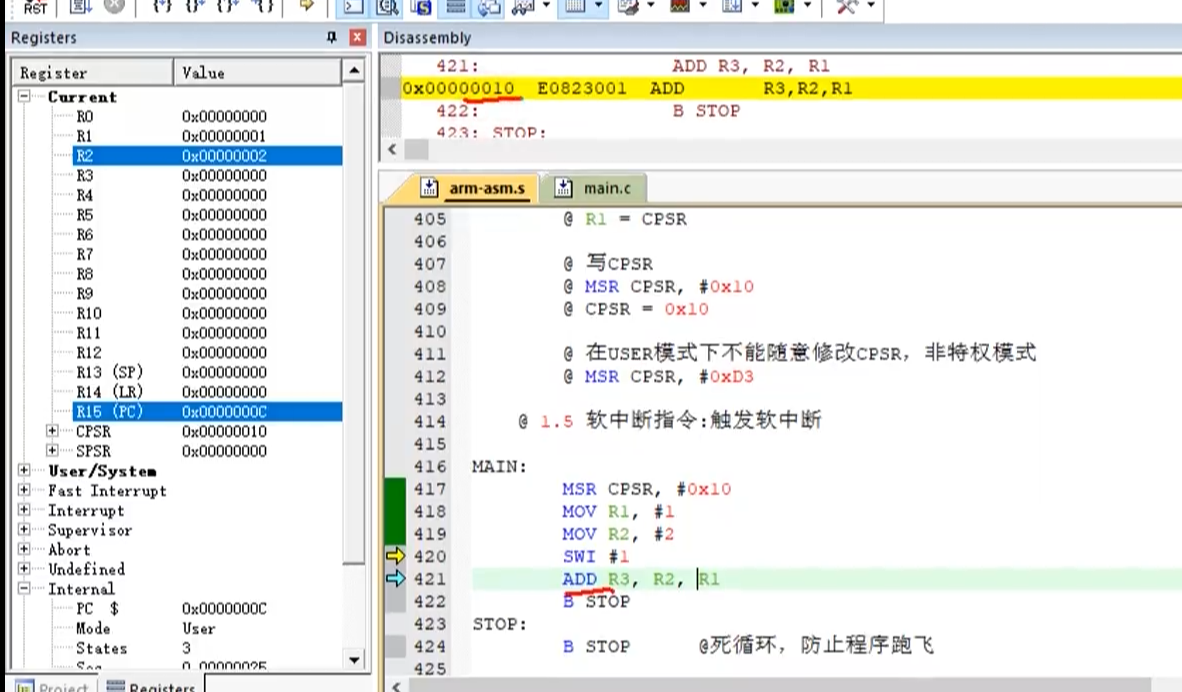 RST
Registers
Register Value
Current
R0 0x00000000
R1 0x00000001
R2 0x00000002
R3 0x00000000
R4 0x00000000
R5 0x00000000
R6 0x00000000
R7 0x00000000
R8 0x00000000
R9 0x00000000
R10 0x00000000
R11 0x00000000
R12 0x00000000
R13 (SP) 0x00000000
R14 (LR) 0x00000000
R15 (PC) 0x0000000C
CPSR 0x00000010
SPSR 0x00000000
User/System
Fast Interrupt
Interrupt
Supervisor
Abort
Undefined
Internal
PC $ 0x0000000C
Mode User
States 3
Project Registers
Disassembly
421: ADD R3, R2, R1
0x00000010 E0823001 ADD R3,R2,R1
422: B STOP
423: STOP:
arm-asm.s main.c
405 @ R1 = CPSR
406
407 @ 写CPSR
408 @ MSR CPSR, #0x10
409 @ CPSR = 0x10
410
411 @ 在USER模式下不能随意修改CPSR，非特权模式
412 @ MSR CPSR, #0xD3
413
414 @ 1.5 软中断指令:触发软中断
415
416 MAIN:
417 MSR CPSR, #0x10
418 MOV R1, #1
419 MOV R2, #2
420 SWI #1
421 ADD R3, R2, R1
422 B STOP
423 STOP:
424 B STOP @死循环，防止程序跑飞
425